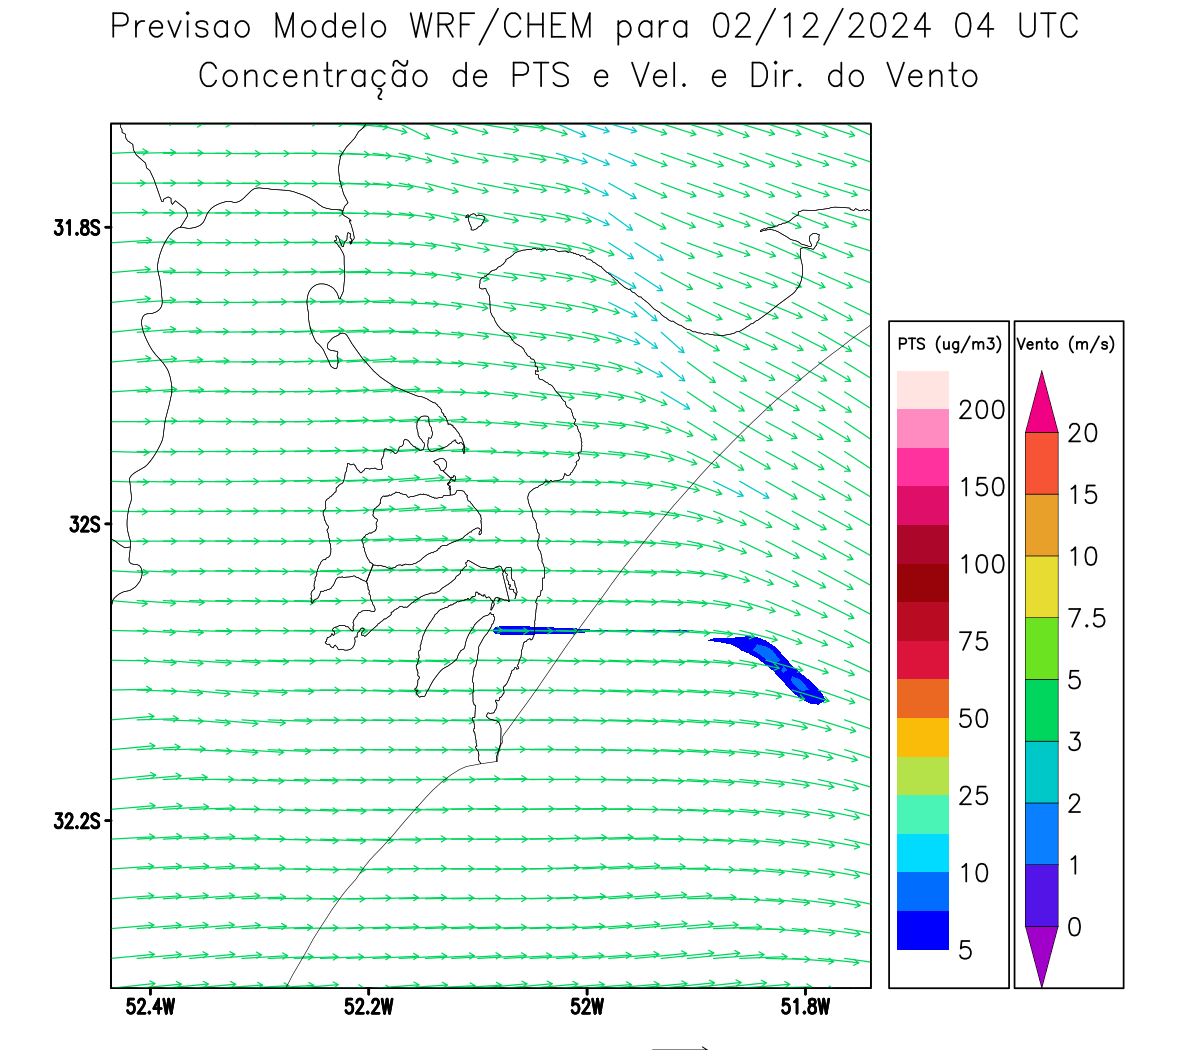 Previsao Modelo WRF/CHEM para 02/12/2024 04 UTC
Concentração de PTS e Vel. e Dir. do Vento
31.8S
32S
32.2S
52.4W
52.2W
52W
51.8W
PTS (ug/m3)
200
150
100
75
50
25
10
5
Vento (m/s)
20
15
10
7.5
5
3
2
1
0